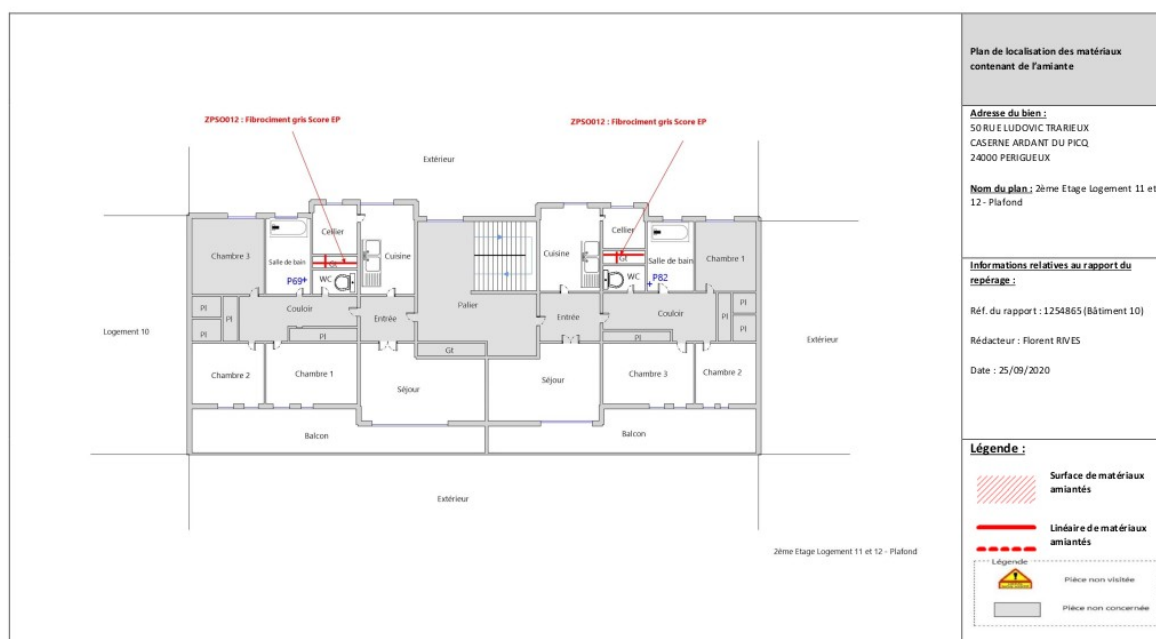 ZPSO012 : Fibrociment gris Score EP
ZPSO012 : Fibrociment gris Score EP
Extérieur
Chambre 3
Salle de bain
P69
Cellier
Gt
WC
Cuisine
Palier
Cuisine
Cellier
Gt
WC
Salle de bain
P82
Chambre 1
Pl
Pl
Pl
Couloir
Pl
Entrée
Gt
Entrée
Couloir
Pl
Pl
Pl
Pl
Logement 10
Extérieur
Chambre 2
Chambre 1
Séjour
Séjour
Chambre 3
Chambre 2
Balcon
Balcon
Extérieur
2ème Etage Logement 11 et 12 - Plafond
Plan de localisation des matériaux
contenant de l'amiante
Adresse du bien :
50 RUE LUDOVIC TRARIEUX
CASERNE ARDANT DU PICQ
24000 PERIGUEUX
Nom du plan : 2ème Etage Logement 11 et
12 - Plafond
Informations relatives au rapport du
repérage :
Réf. du rapport : 1254865 (Bâtiment 10)
Rédacteur : Florent RIVES
Date : 25/09/2020
Légende :
Surface de matériaux
amiantés
Linéaire de matériaux
amiantés
Légende
Pièce non visitée
Pièce non concernée